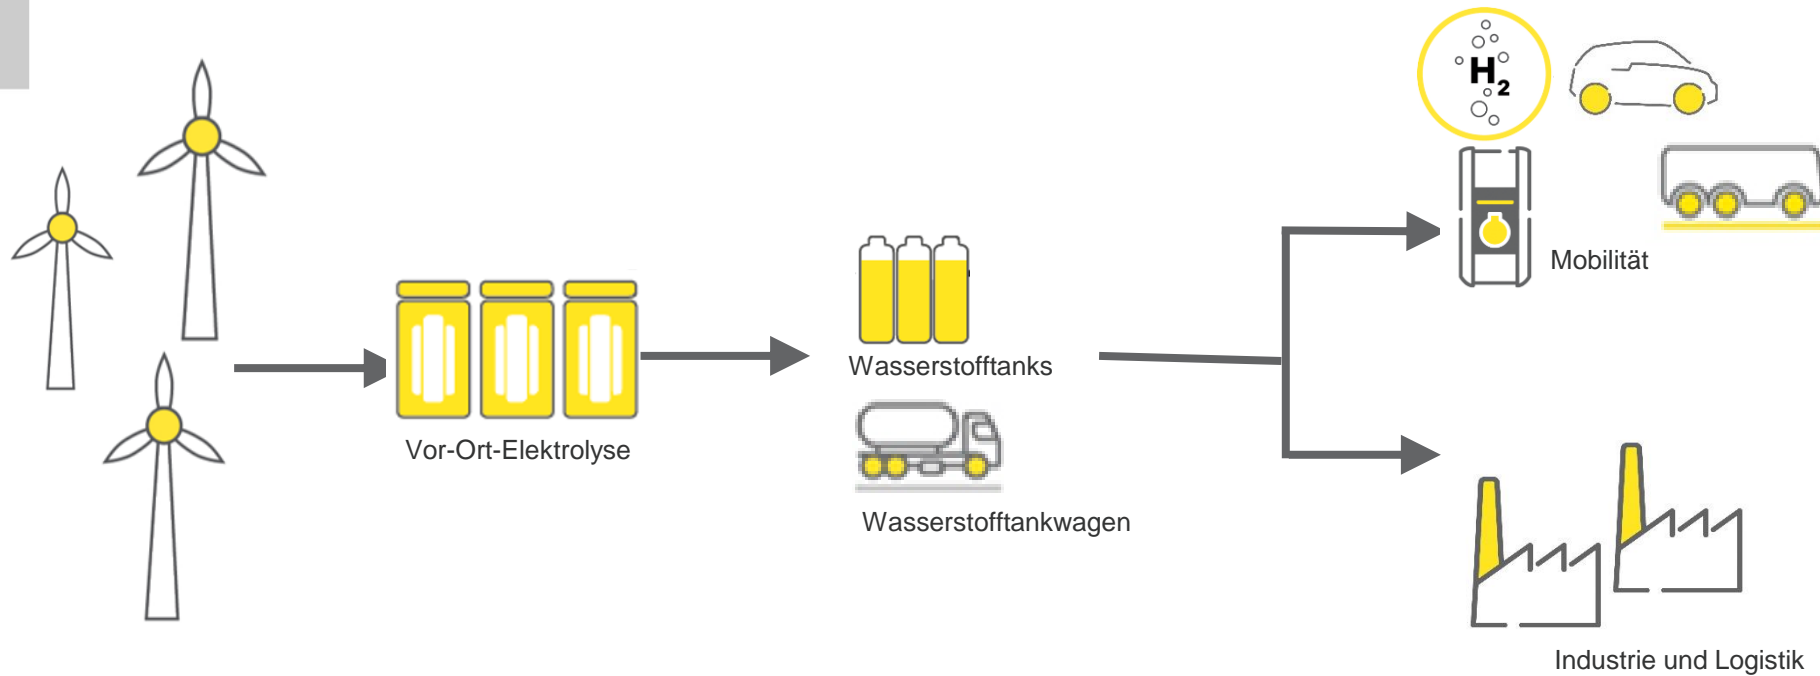 H₂
Mobilität
Wasserstofftanks
Vor-Ort-Elektrolyse
Wasserstofftankwagen
Industrie und Logistik